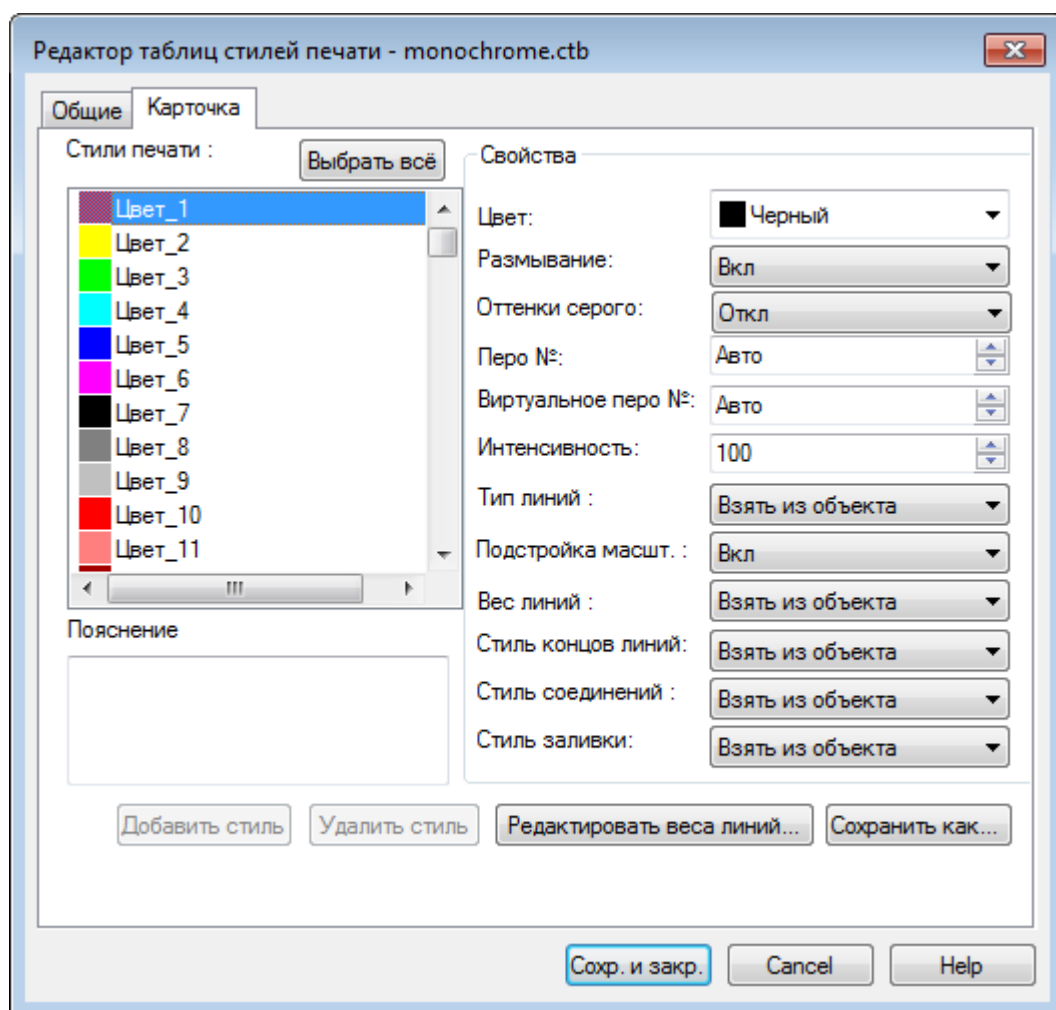 Редактор таблиц стилей печати - monochrome.ctb
Общие
Карточка
Стили печати :
Выбрать всё
Цвет_1
Цвет_2
Цвет_3
Цвет_4
Цвет_5
Цвет_6
Цвет_7
Цвет_8
Цвет_9
Цвет_10
Цвет_11
Пояснение
Свойства
Цвет: Черный
Размывание: Вкл
Оттенки серого: Откл
Перо №: Авто
Виртуальное перо №: Авто
Интенсивность: 100
Тип линий : Взять из объекта
Подстройка масшт. : Вкл
Вес линий : Взять из объекта
Стиль концов линий: Взять из объекта
Стиль соединений : Взять из объекта
Стиль заливки: Взять из объекта
Добавить стиль
Удалить стиль
Редактировать веса линий...
Сохранить как...
Сохр. и закр.
Cancel
Help